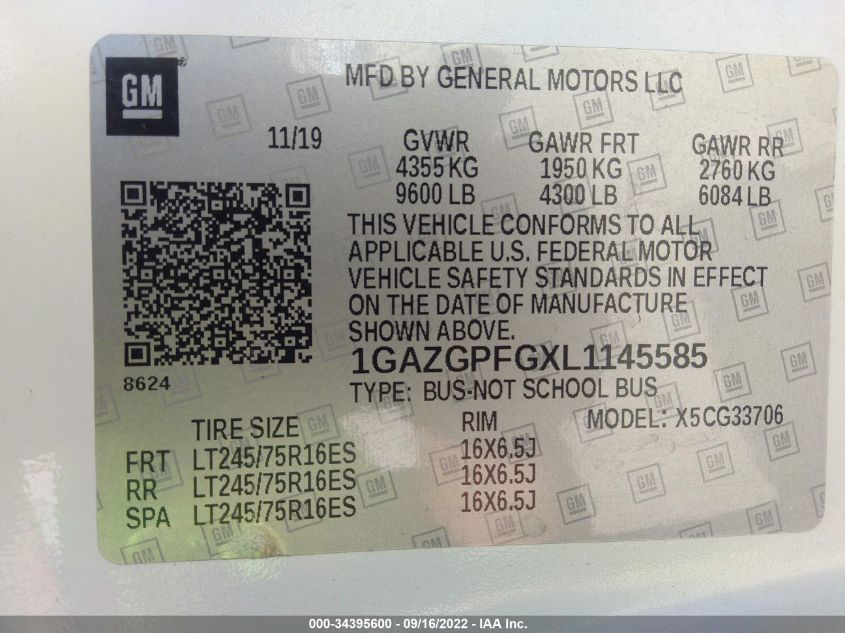 GM
MFD BY GENERAL MOTORS LLC
11/19 GVWR GAWR FRT GAWR RR
4355 KG 1950 KG 2760 KG
9600 LB 4300 LB 6084 LB
THIS VEHICLE CONFORMS TO ALL
APPLICABLE U.S. FEDERAL MOTOR
VEHICLE SAFETY STANDARDS IN EFFECT
ON THE DATE OF MANUFACTURE
SHOWN ABOVE.
1GAZGPFGXL1145585
8624
TYPE: BUS-NOT SCHOOL BUS
TIRE SIZE RIM MODEL: X5CG33706
FRT LT245/75R16ES 16X6.5J
RR LT245/75R16ES 16X6.5J
SPA LT245/75R16ES 16X6.5J
000-34395600 - 09/16/2022 - IAA Inc.